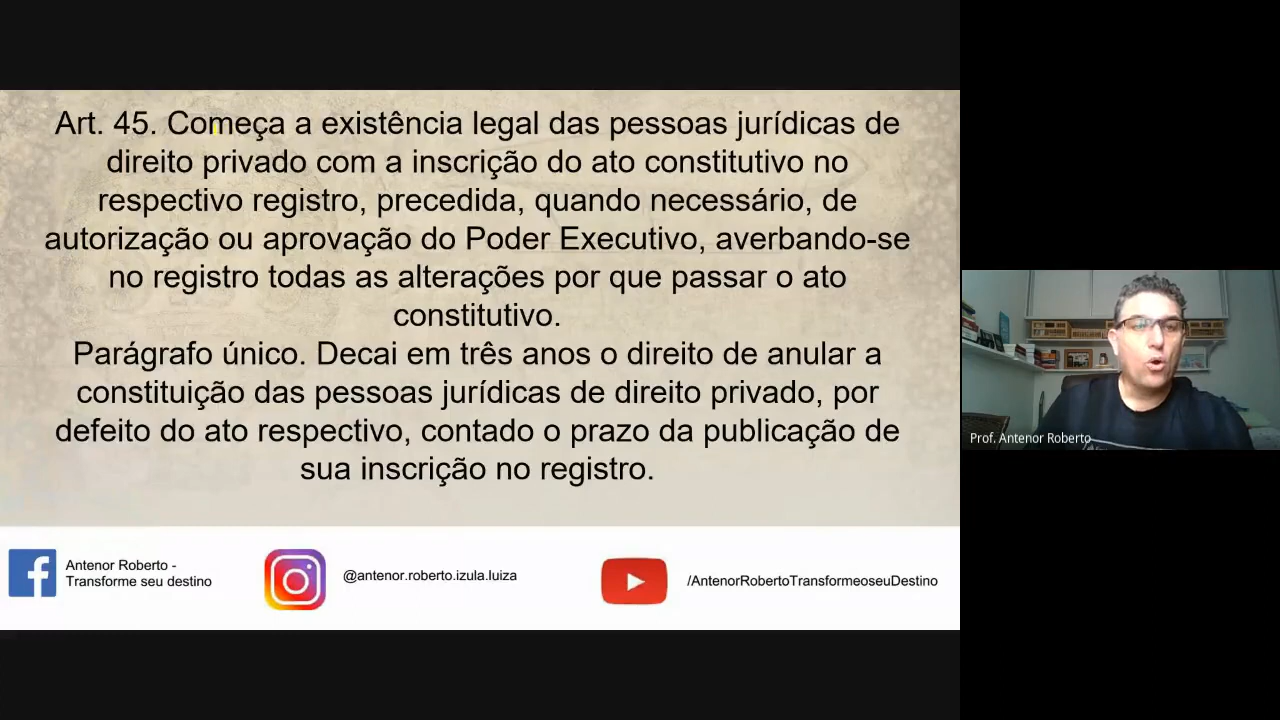 Art. 45. Começa a existência legal das pessoas jurídicas de
direito privado com a inscrição do ato constitutivo no
respectivo registro, precedida, quando necessário, de
autorização ou aprovação do Poder Executivo, averbando-se
no registro todas as alterações por que passar o ato
constitutivo.
Parágrafo único. Decai em três anos o direito de anular a
constituição das pessoas jurídicas de direito privado, por
defeito do ato respectivo, contado o prazo da publicação de
sua inscrição no registro.
Antenor Roberto -
Transforme seu destino
@antenor.roberto.izula.luiza
/AntenorRobertoTransformeoseuDestino
Prof. Antenor Roberto